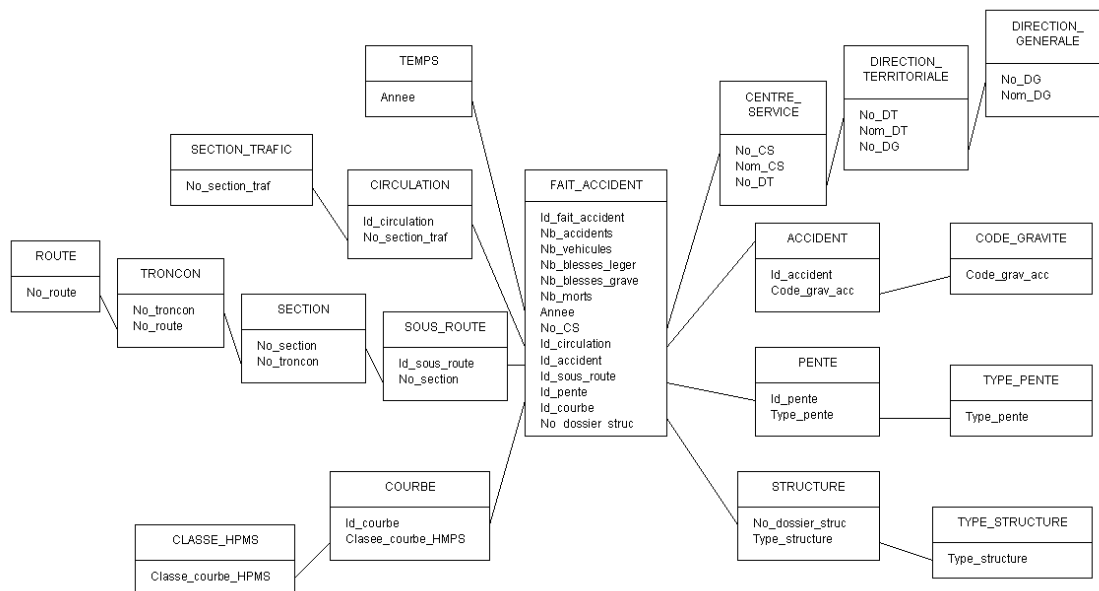 DIRECTION_
GENERALE
No_DG
Nom_DG
DIRECTION_
TERRITORIALE
No_DT
Nom_DT
No_DG
CENTRE_
SERVICE
No_CS
Nom_CS
No_DT
TEMPS
Annee
SECTION_TRAFIC
No_section_traf
CIRCULATION
Id_circulation
No_section_traf
FAIT_ACCIDENT
Id_fait_accident
Nb_accidents
Nb_vehicules
Nb_blesses_leger
Nb_blesses_grave
Nb_morts
Annee
No_CS
Id_circulation
Id_accident
Id_sous_route
Id_pente
Id_courbe
No_dossier_struc
ACCIDENT
Id_accident
Code_grav_acc
CODE_GRAVITE
Code_grav_acc
ROUTE
No_route
TRONCON
No_troncon
No_route
SECTION
No_section
No_troncon
SOUS_ROUTE
Id_sous_route
No_section
PENTE
Id_pente
Type_pente
TYPE_PENTE
Type_pente
COURBE
Id_courbe
Clasee_courbe_HMPS
CLASSE_HPMS
Classe_courbe_HPMS
STRUCTURE
No_dossier_struc
Type_structure
TYPE_STRUCTURE
Type_structure